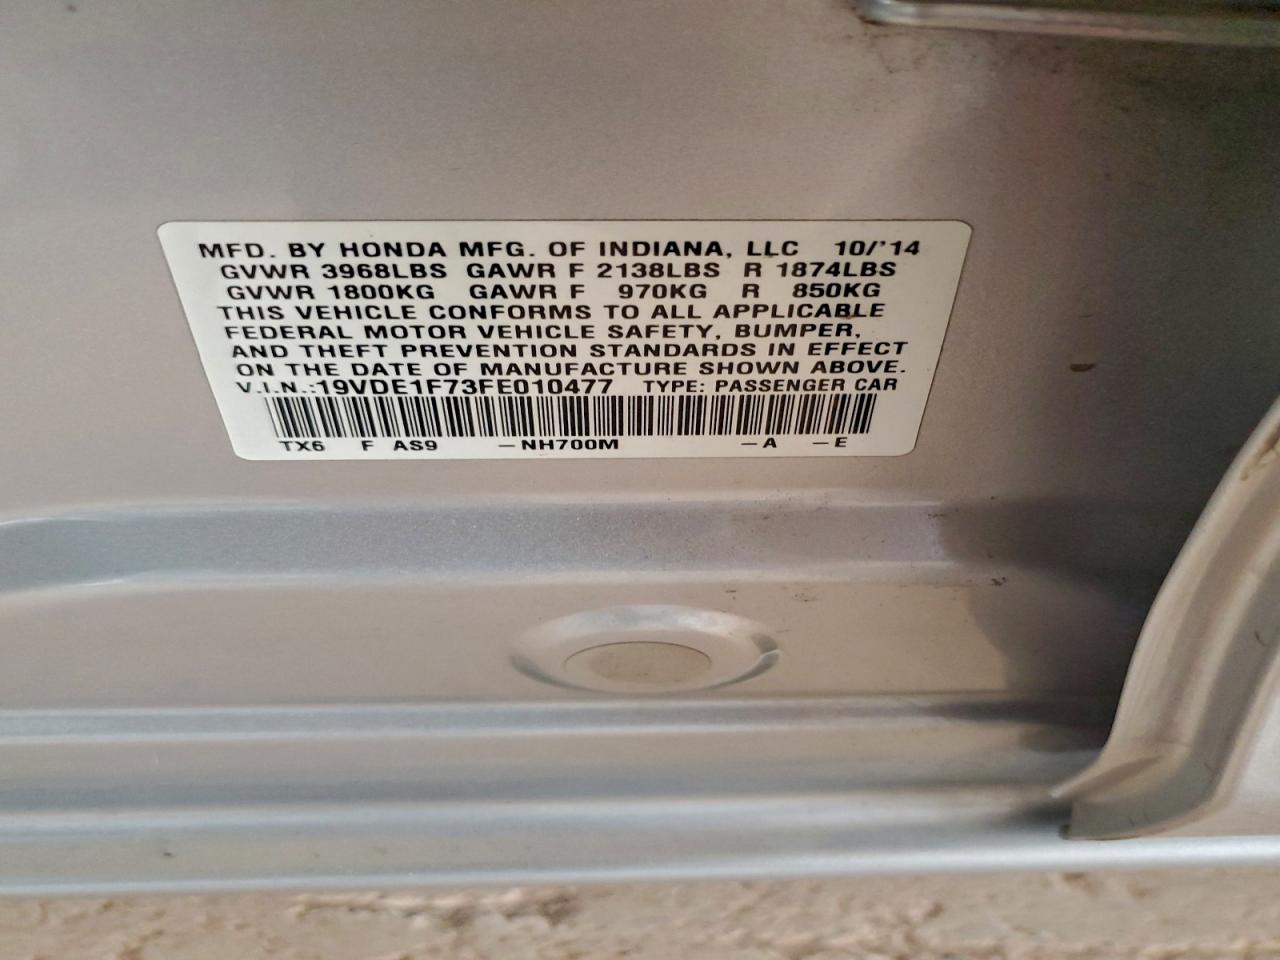 MFD. BY HONDA MFG. OF INDIANA, LLC 10/'14
GVWR 3968LBS GAWR F 2138LBS R 1874LBS
GVWR 1800KG GAWR F 970KG R 850KG
THIS VEHICLE CONFORMS TO ALL APPLICABLE
FEDERAL MOTOR VEHICLE SAFETY, BUMPER,
AND THEFT PREVENTION STANDARDS IN EFFECT
ON THE DATE OF MANUFACTURE SHOWN ABOVE.
V.I.N.:19VDE1F73FE010477 TYPE: PASSENGER CAR
TX6 F AS9 –NH700M –A –E